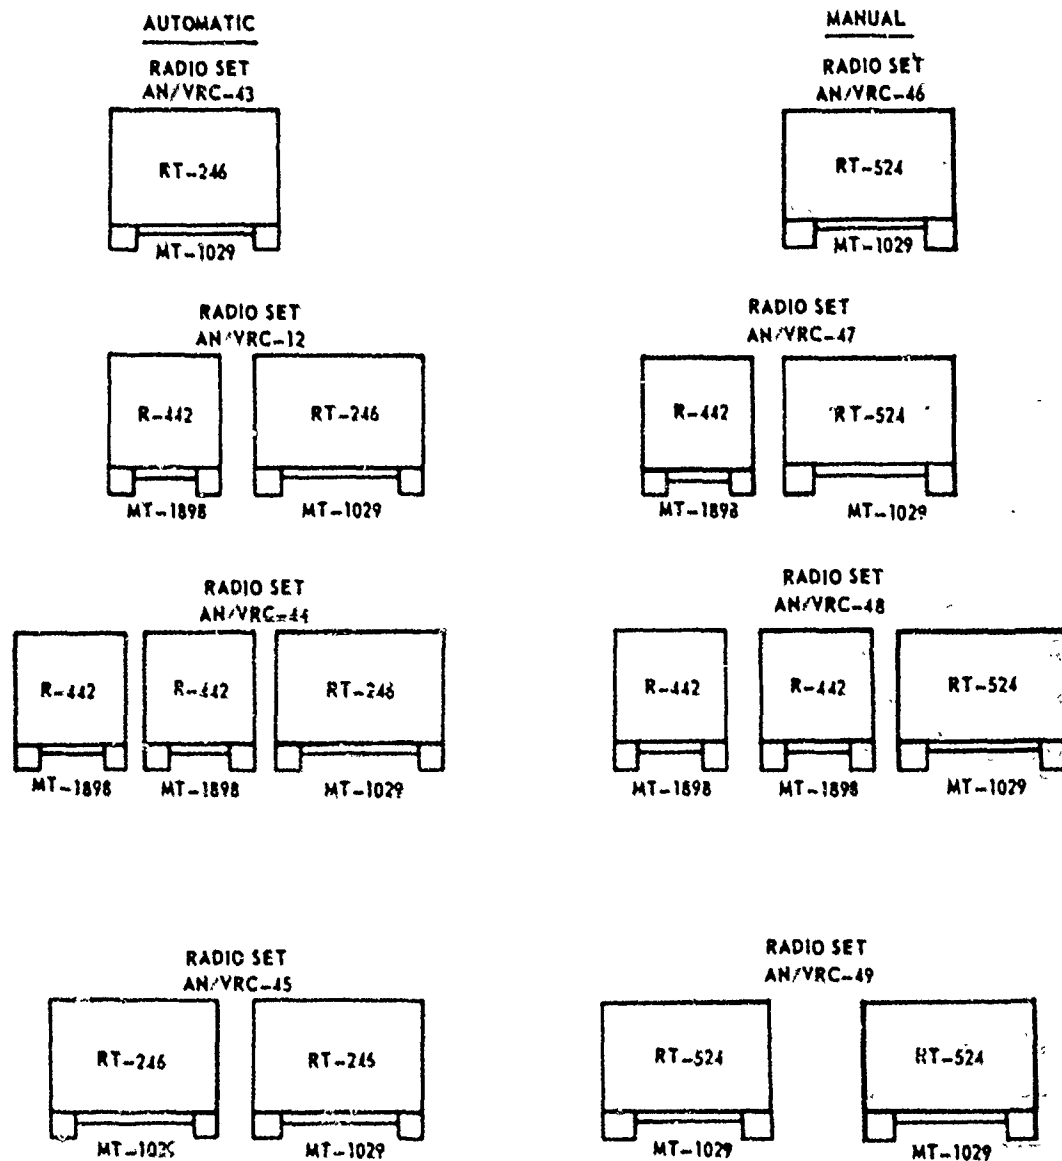 AUTOMATIC
RADIO SET
AN/VRC-43
RT-246
MT-1029
RADIO SET
AN/VRC-12
R-442
RT-246
MT-1898
MT-1029
RADIO SET
AN/VRC-44
R-442
R-442
RT-246
MT-1898
MT-1898
MT-1029
RADIO SET
AN/VRC-45
RT-246
RT-246
MT-1029
MT-1029
MANUAL
RADIO SET
AN/VRC-46
RT-524
MT-1029
RADIO SET
AN/VRC-47
R-442
RT-524
MT-1898
MT-1029
RADIO SET
AN/VRC-48
R-442
R-442
RT-524
MT-1898
MT-1898
MT-1029
RADIO SET
AN/VRC-49
RT-524
RT-524
MT-1029
MT-1029